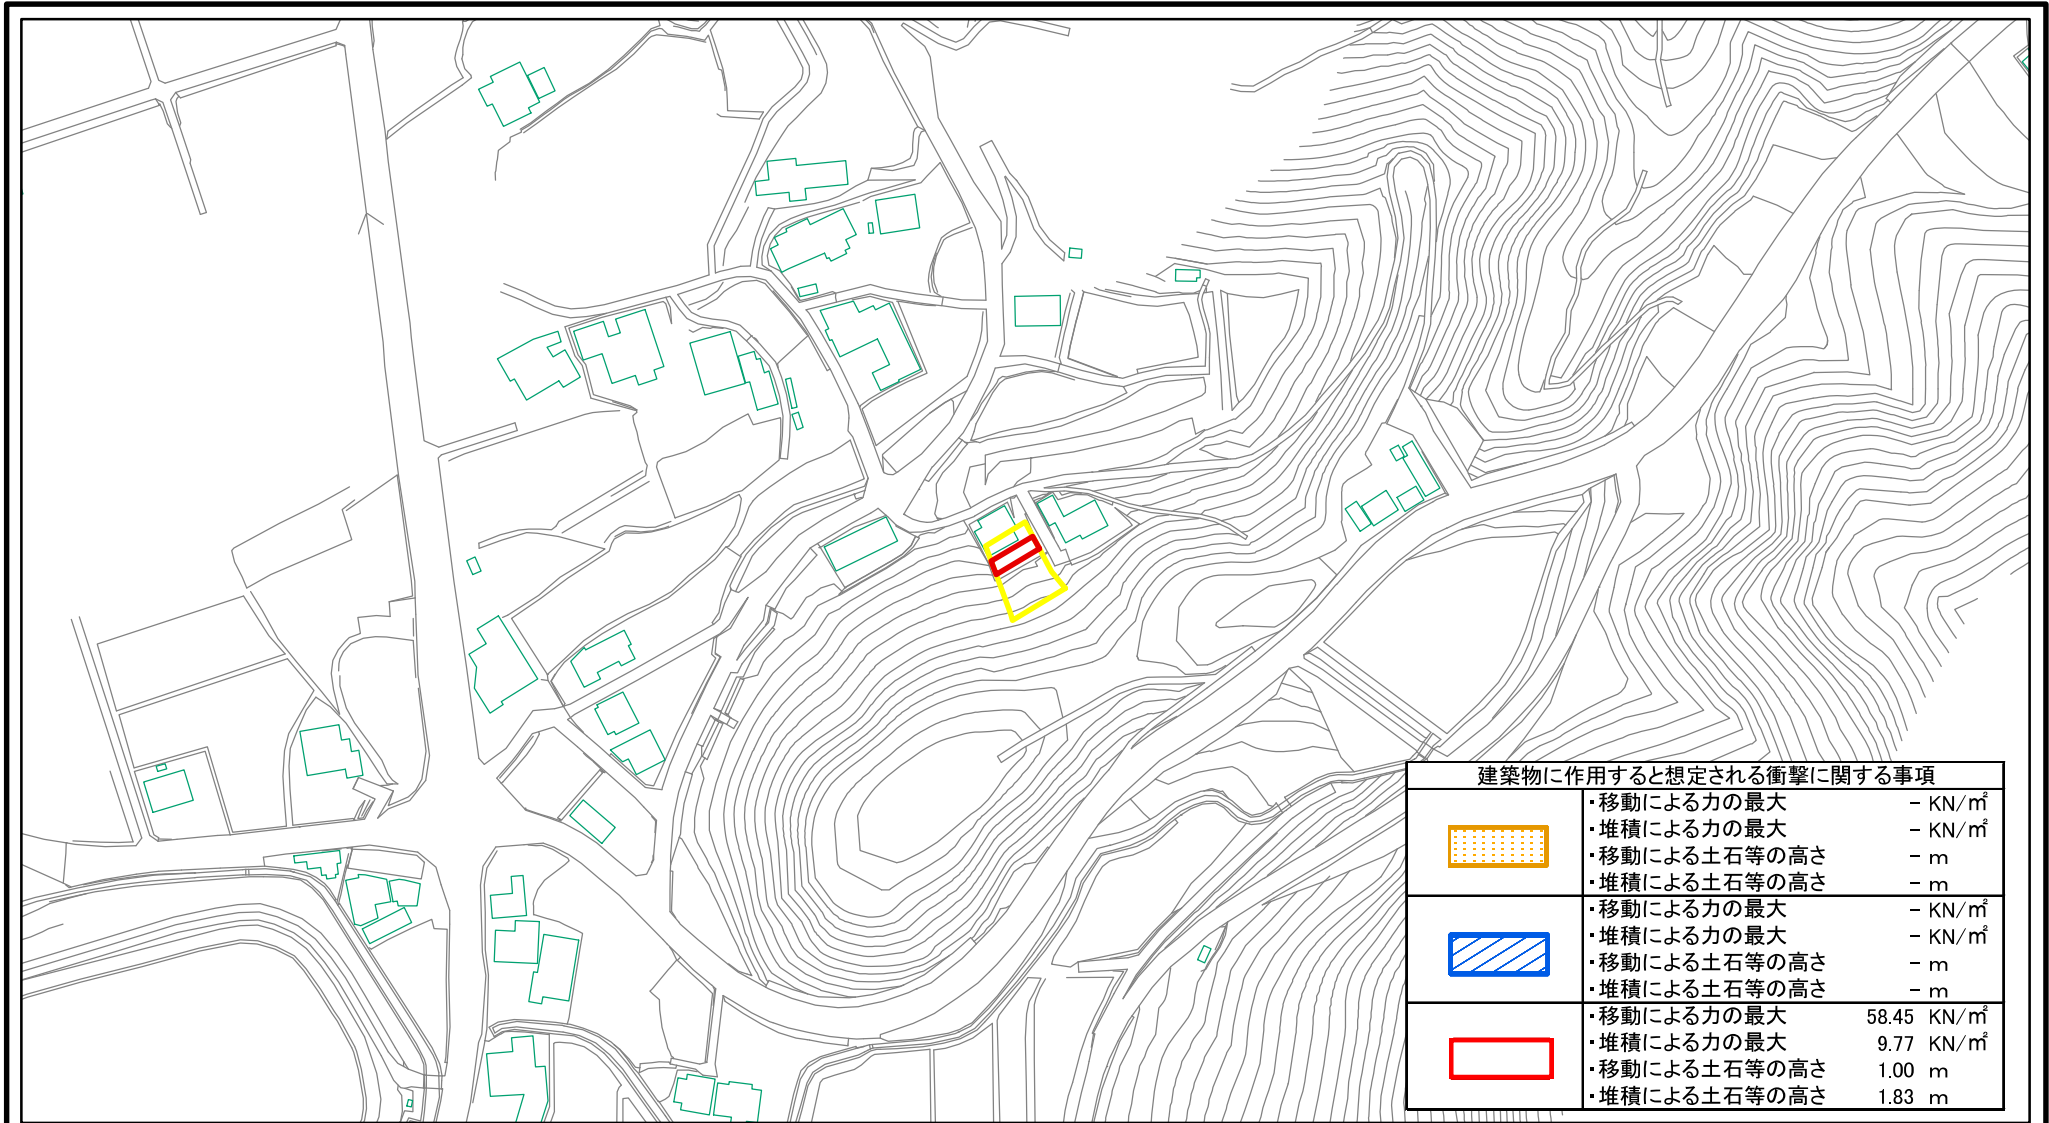 建築物に作用すると想定される衝撃に関する事項
・移動による力の最大 - KN/㎡
・堆積による力の最大 - KN/㎡
・移動による土石等の高さ - m
・堆積による土石等の高さ - m
・移動による力の最大 - KN/㎡
・堆積による力の最大 - KN/㎡
・移動による土石等の高さ - m
・堆積による土石等の高さ - m
・移動による力の最大 58.45 KN/㎡
・堆積による力の最大 9.77 KN/㎡
・移動による土石等の高さ 1.00 m
・堆積による土石等の高さ 1.83 m